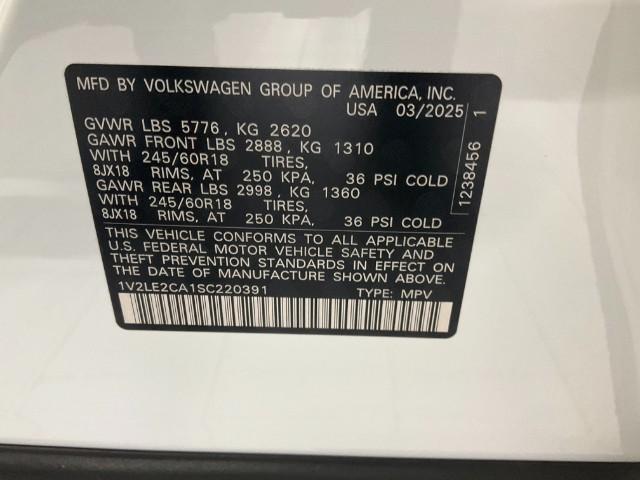 MFD BY VOLKSWAGEN GROUP OF AMERICA, INC.
USA 03/2025
GVWR LBS 5776 , KG 2620
GAWR FRONT LBS 2888 , KG 1310
WITH 245/60R18 TIRES,
8JX18 RIMS, AT 250 KPA, 36 PSI COLD
GAWR REAR LBS 2998 , KG 1360
WITH 245/60R18 TIRES,
8JX18 RIMS, AT 250 KPA, 36 PSI COLD
THIS VEHICLE CONFORMS TO ALL APPLICABLE
U.S. FEDERAL MOTOR VEHICLE SAFETY AND
THEFT PREVENTION STANDARDS IN EFFECT ON
THE DATE OF MANUFACTURE SHOWN ABOVE.
1V2LE2CA1SC220391 TYPE: MPV
1238456 1